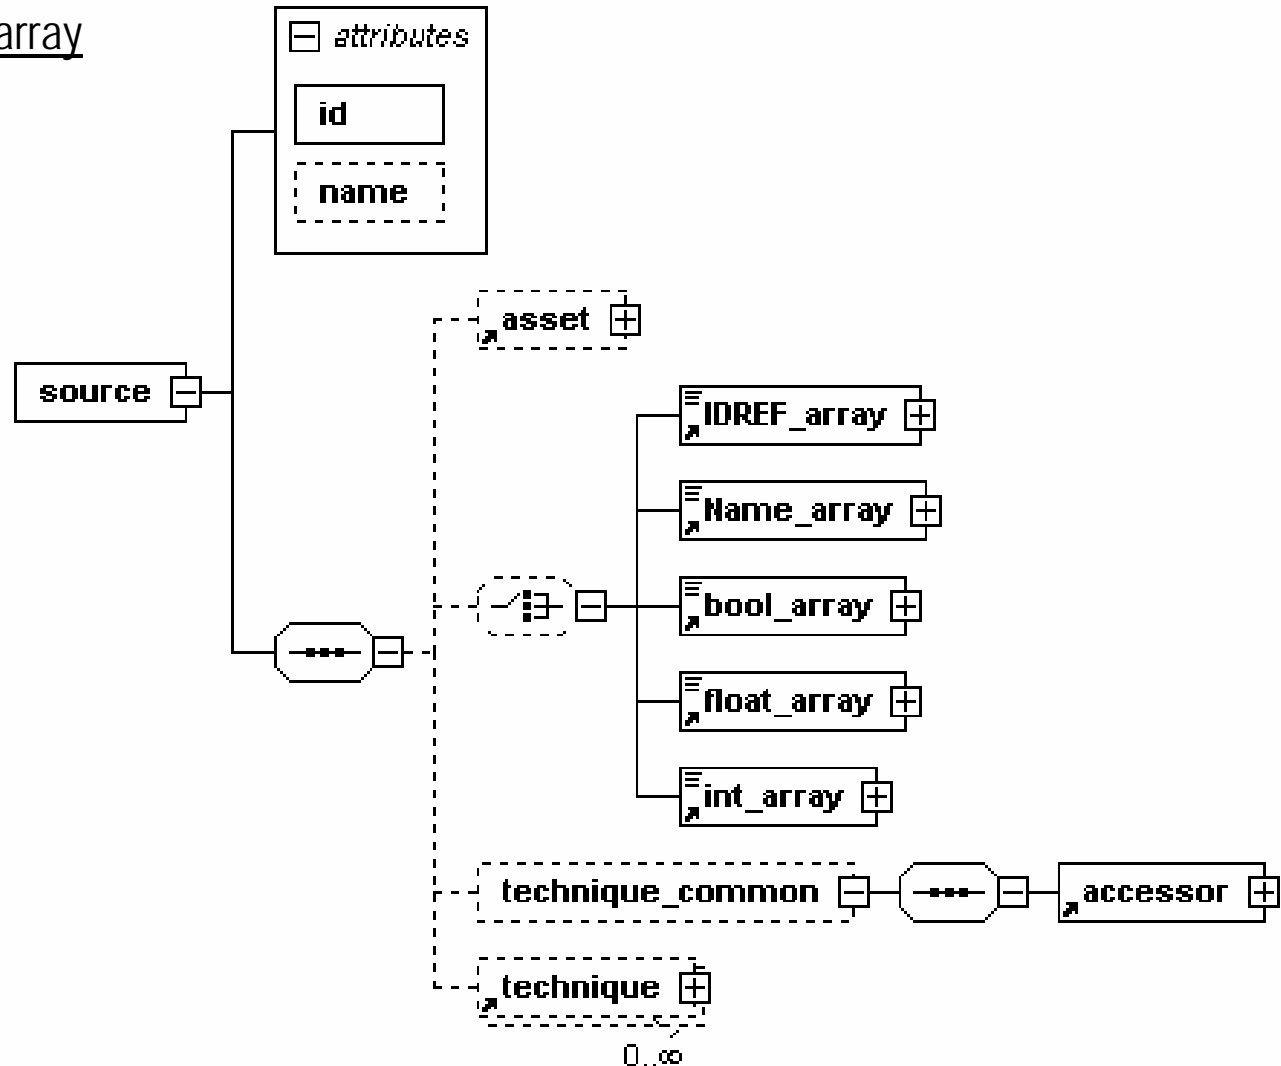 array
attributes
id
name
asset
source
IDREF_array
Name_array
bool_array
float_array
int_array
technique_common
accessor
technique
0..∞